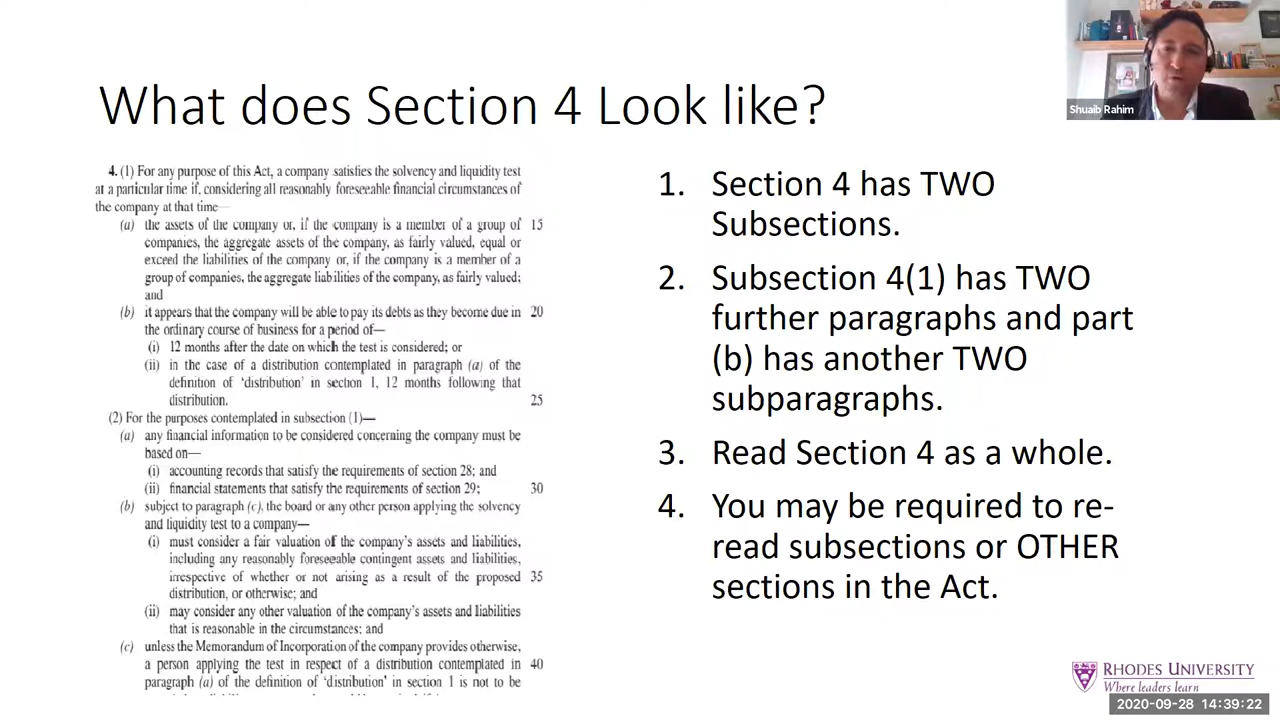 What does Section 4 Look like?
Shuaib Rahim
4. (1) For any purpose of this Act, a company satisfies the solvency and liquidity test
at a particular time if, considering all reasonably foreseeable financial circumstances of
the company at that time—
(a) the assets of the company or, if the company is a member of a group of 15
companies, the aggregate assets of the company, as fairly valued, equal or
exceed the liabilities of the company or, if the company is a member of a
group of companies, the aggregate liabilities of the company, as fairly valued;
and
(b) it appears that the company will be able to pay its debts as they become due in 20
the ordinary course of business for a period of—
(i) 12 months after the date on which the test is considered; or
(ii) in the case of a distribution contemplated in paragraph (a) of the
definition of ‘distribution’ in section 1, 12 months following that
distribution. 25
(2) For the purposes contemplated in subsection (1)—
(a) any financial information to be considered concerning the company must be
based on—
(i) accounting records that satisfy the requirements of section 28; and
(ii) financial statements that satisfy the requirements of section 29; 30
(b) subject to paragraph (c), the board or any other person applying the solvency
and liquidity test to a company—
(i) must consider a fair valuation of the company’s assets and liabilities,
including any reasonably foreseeable contingent assets and liabilities,
irrespective of whether or not arising as a result of the proposed 35
distribution, or otherwise; and
(ii) may consider any other valuation of the company’s assets and liabilities
that is reasonable in the circumstances; and
(c) unless the Memorandum of Incorporation of the company provides otherwise,
a person applying the test in respect of a distribution contemplated in 40
paragraph (a) of the definition of ‘distribution’ in section 1 is not to be
1. Section 4 has TWO
Subsections.
2. Subsection 4(1) has TWO
further paragraphs and part
(b) has another TWO
subparagraphs.
3. Read Section 4 as a whole.
4. You may be required to re-
read subsections or OTHER
sections in the Act.
RHODES UNIVERSITY
Where leaders learn
2020-09-28 14:39:22